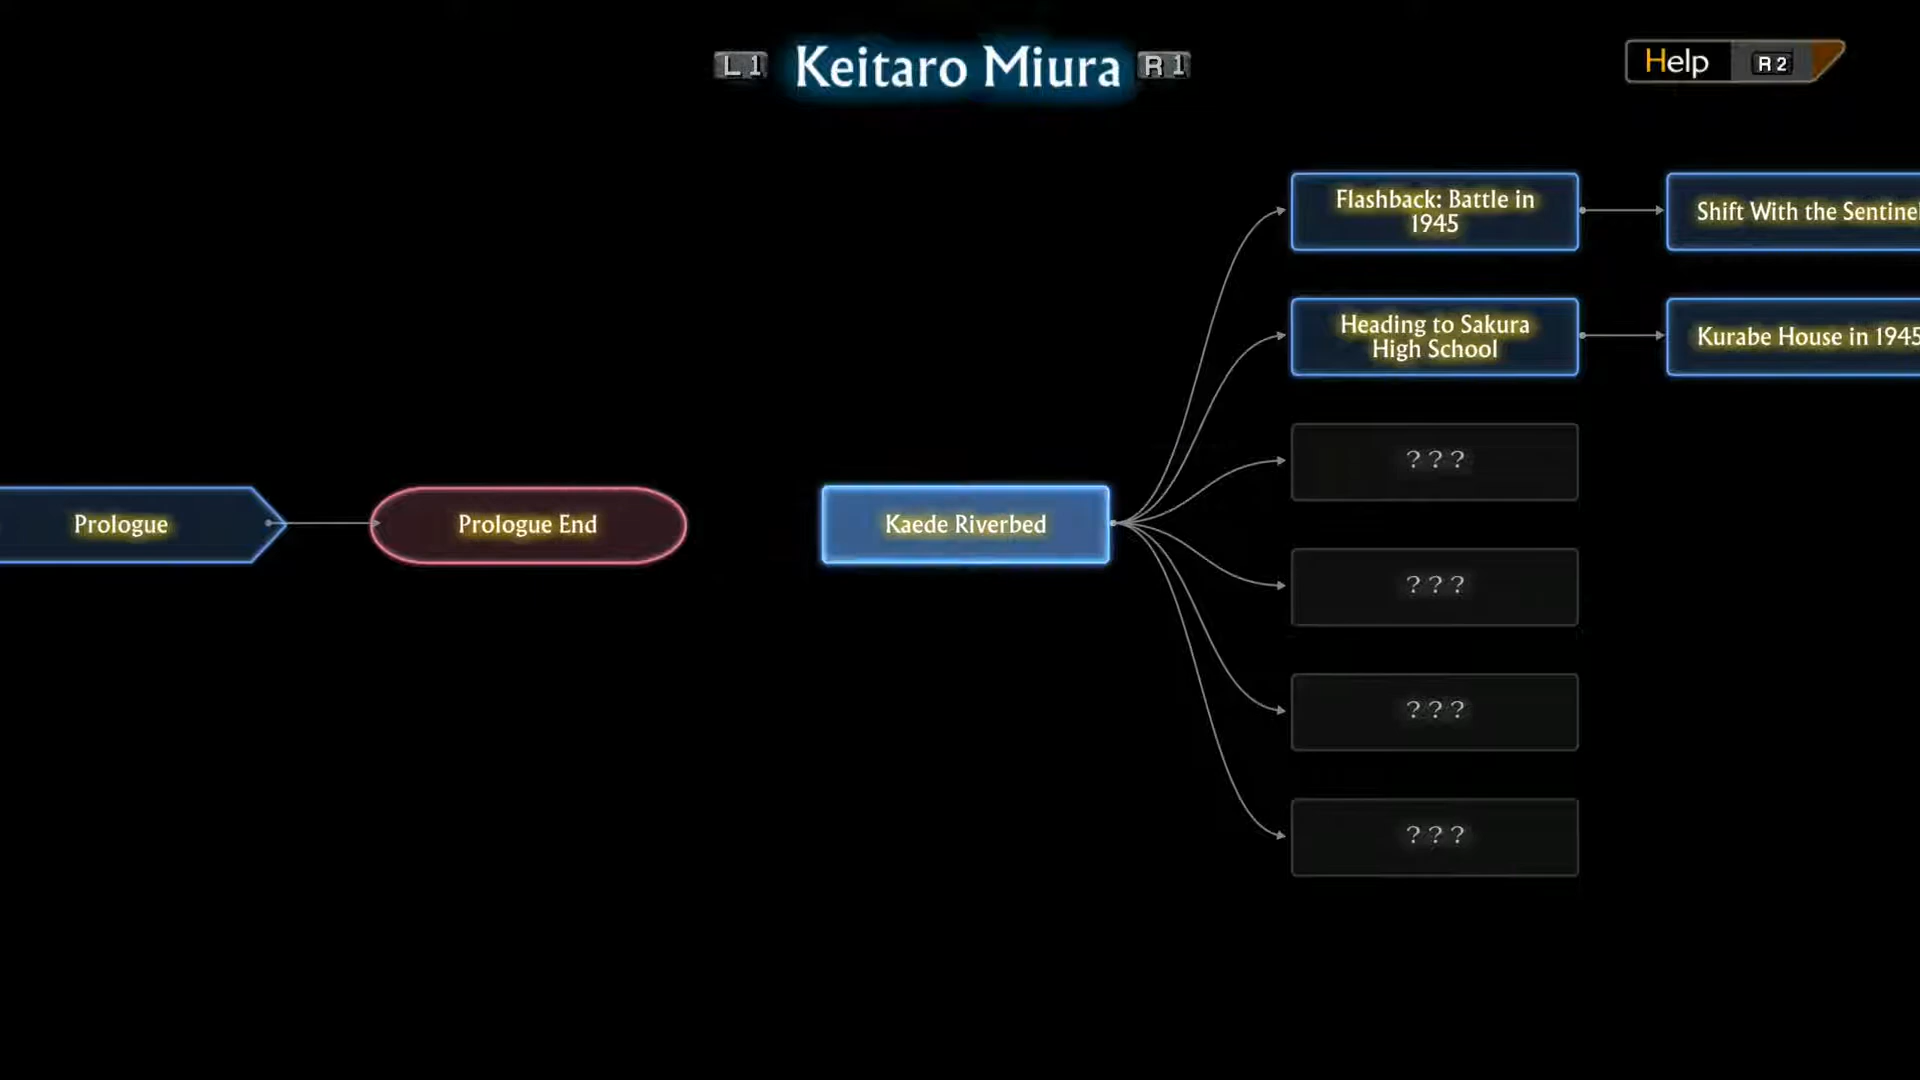 L1 Keitaro Miura R1
Help R2
Flashback: Battle in
1945
Shift With the Sentinel
Heading to Sakura
High School
Kurabe House in 1945
? ? ?
Prologue
Prologue End
Kaede Riverbed
? ? ?
? ? ?
? ? ?